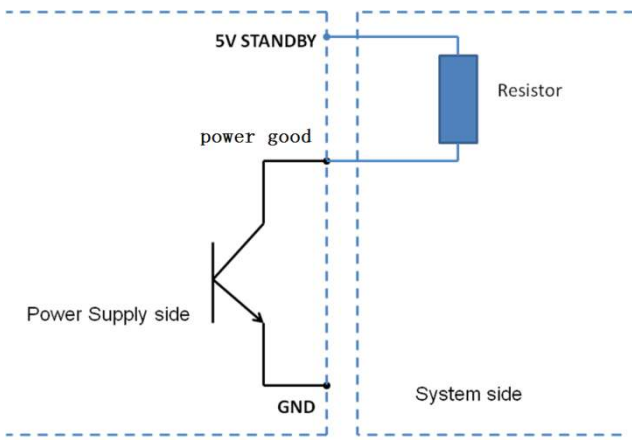 5V STANDBY
Resistor
power good
Power Supply side
System side
GND